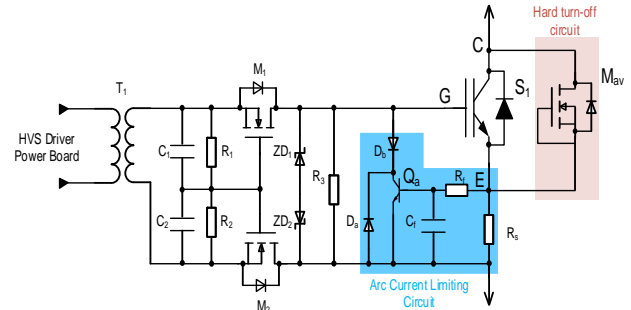 Hard turn-off
circuit
C
M₁
T₁
S₁
Mav
G
HVS Driver
Power Board
C₁
R₁
ZD₁
R₃
Db
Qa
Rf
E
C₂
R₂
ZD₂
Da
Cf
Rs
M₂
Arc Current Limiting
Circuit